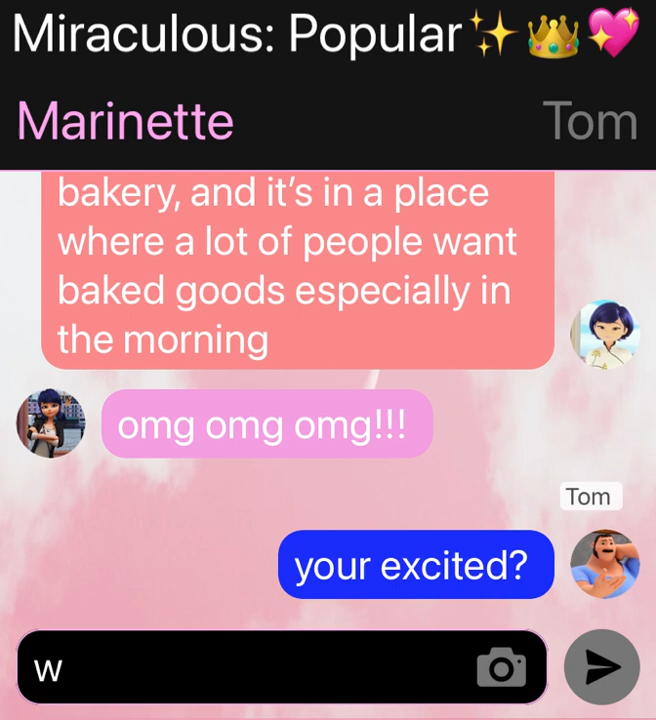 Miraculous: Popular✨👑💖
Marinette Tom
bakery, and it’s in a place
where a lot of people want
baked goods especially in
the morning
omg omg omg!!!
Tom
your excited?
w